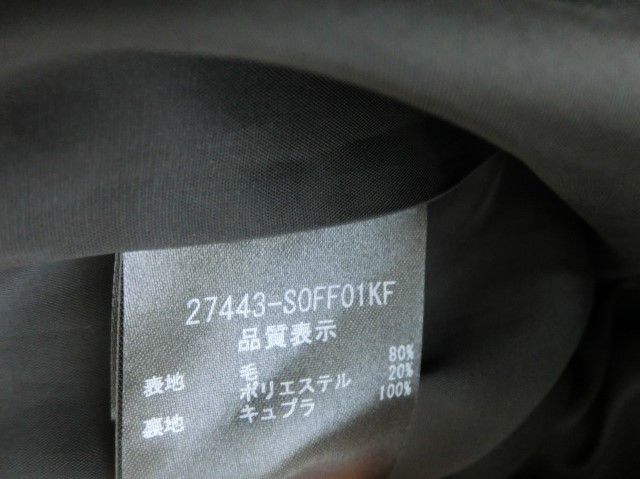 27443-S0FF01KF
品質表示
表地 毛 80%
ポリエステル 20%
裏地 キュプラ 100%